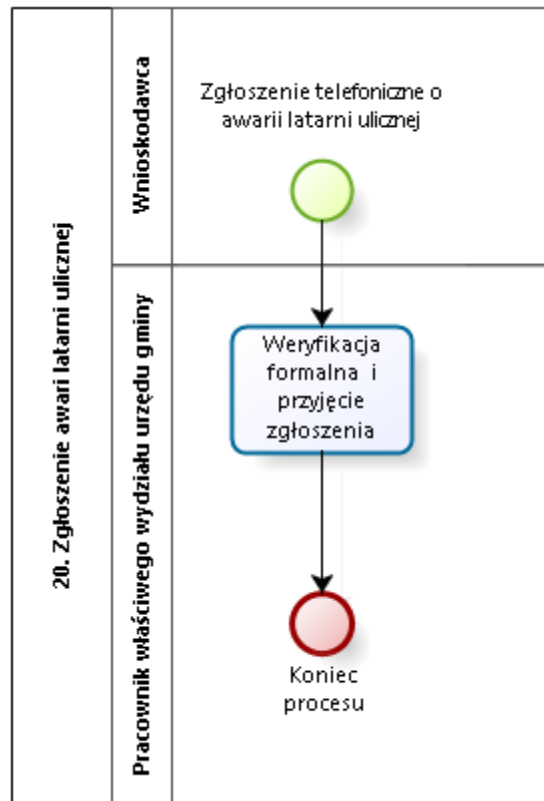 20. Zgłoszenie awari latarni ulicznej
Wnioskodawca
Zgłoszenie telefoniczne o
awarii latarni ulicznej
Pracownik właściwego wydziału urzędu gminy
Weryfikacja
formalna i
przyjęcie
zgłoszenia
Koniec
procesu